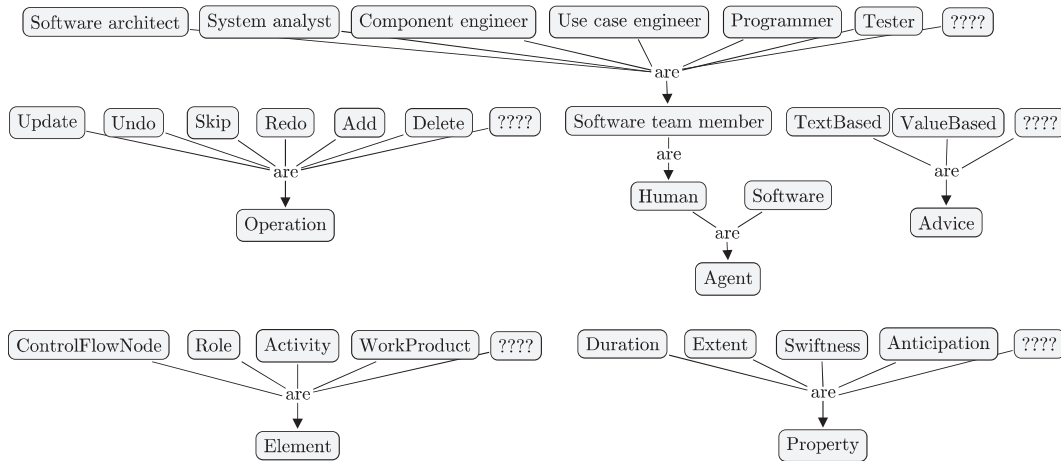 Software architect System analyst Component engineer Use case engineer Programmer Tester ????
are
Update Undo Skip Redo Add Delete ???? Software team member TextBased ValueBased ????
are are are
Human Software
Operation Advice
are
Agent
ControlFlowNode Role Activity WorkProduct ???? Duration Extent Swiftness Anticipation ????
are are
Element Property